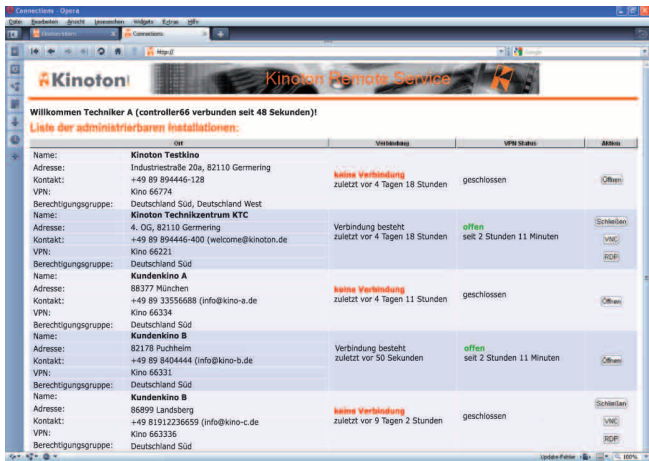 Connections - Opera
Datei Bearbeiten Ansicht Lesezeichen Widgets Extras Hilfe
Connections
Http://
Google
Kinoton
Kinoton Remote Service
Willkommen Techniker A (controller66 verbunden seit 48 Sekunden)!
Liste der administrierbaren Installationen:
Ort Verbindung VPN Status Aktion
Name: Kinoton Testkino
Adresse: Industriestraße 20a, 82110 Germering
Kontakt: +49 89 894446-128
VPN: Kino 66774
Berechtigungsgruppe: Deutschland Süd, Deutschland West
keine Verbindung
zuletzt vor 4 Tagen 18 Stunden
geschlossen
Öffnen
Name: Kinoton Technikzentrum KTC
Adresse: 4. OG, 82110 Germering
Kontakt: +49 89 894446-400 (welcome@kinoton.de
VPN: Kino 66221
Berechtigungsgruppe: Deutschland Süd
Verbindung besteht
zuletzt vor 4 Tagen 18 Stunden
offen
seit 2 Stunden 11 Minuten
Schließen
VNC
RDP
Name: Kundenkino A
Adresse: 88377 München
Kontakt: +49 89 33556688 (info@kino-a.de
VPN: Kino 66334
Berechtigungsgruppe: Deutschland Süd
keine Verbindung
zuletzt vor 4 Tagen 11 Stunden
geschlossen
Öffnen
Name: Kundenkino B
Adresse: 82178 Puchheim
Kontakt: +49 89 8404444 (info@kino-b.de
VPN: Kino 66331
Berechtigungsgruppe: Deutschland Süd
Verbindung besteht
zuletzt vor 50 Sekunden
offen
seit 2 Stunden 11 Minuten
Öffnen
Name: Kundenkino B
Adresse: 86899 Landsberg
Kontakt: +49 81912236659 (info@kino-c.de
VPN: Kino 663336
Berechtigungsgruppe: Deutschland Süd
keine Verbindung
zuletzt vor 9 Tagen 2 Stunden
geschlossen
Schließen
VNC
RDP
Update-Fehler
100%